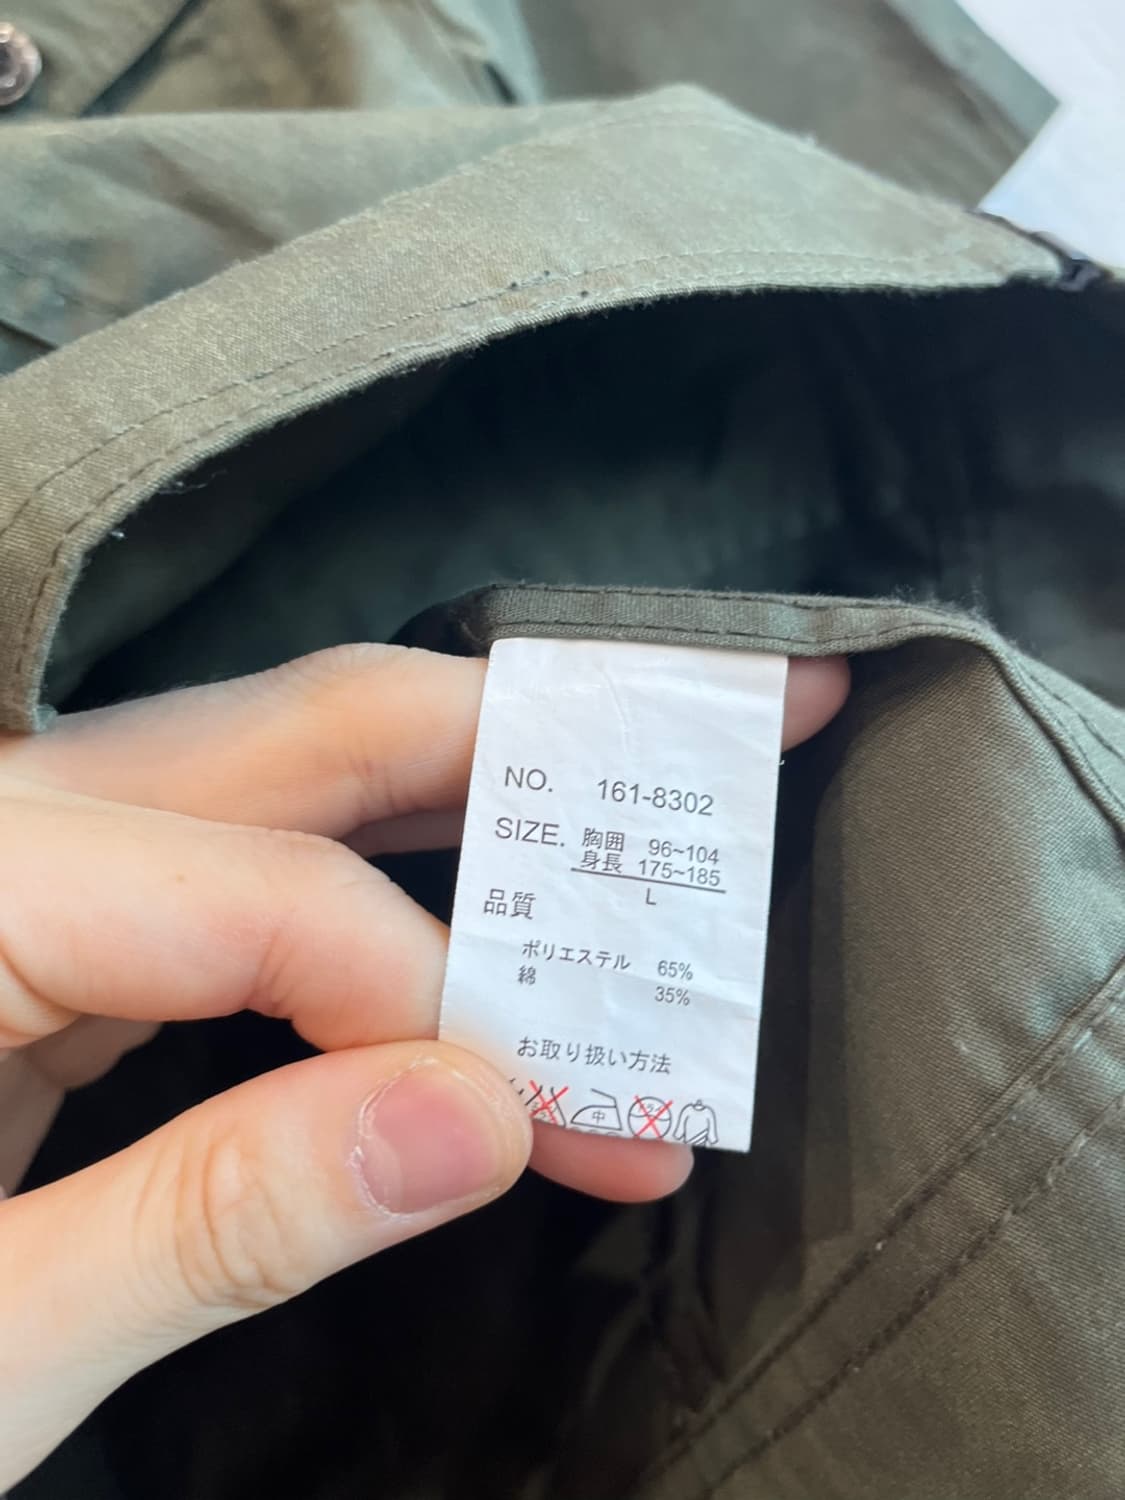 NO. 161-8302
SIZE. 胸囲 96~104
身長 175~185
L
品質
ポリエステル 65%
綿 35%
お取り扱い方法
中